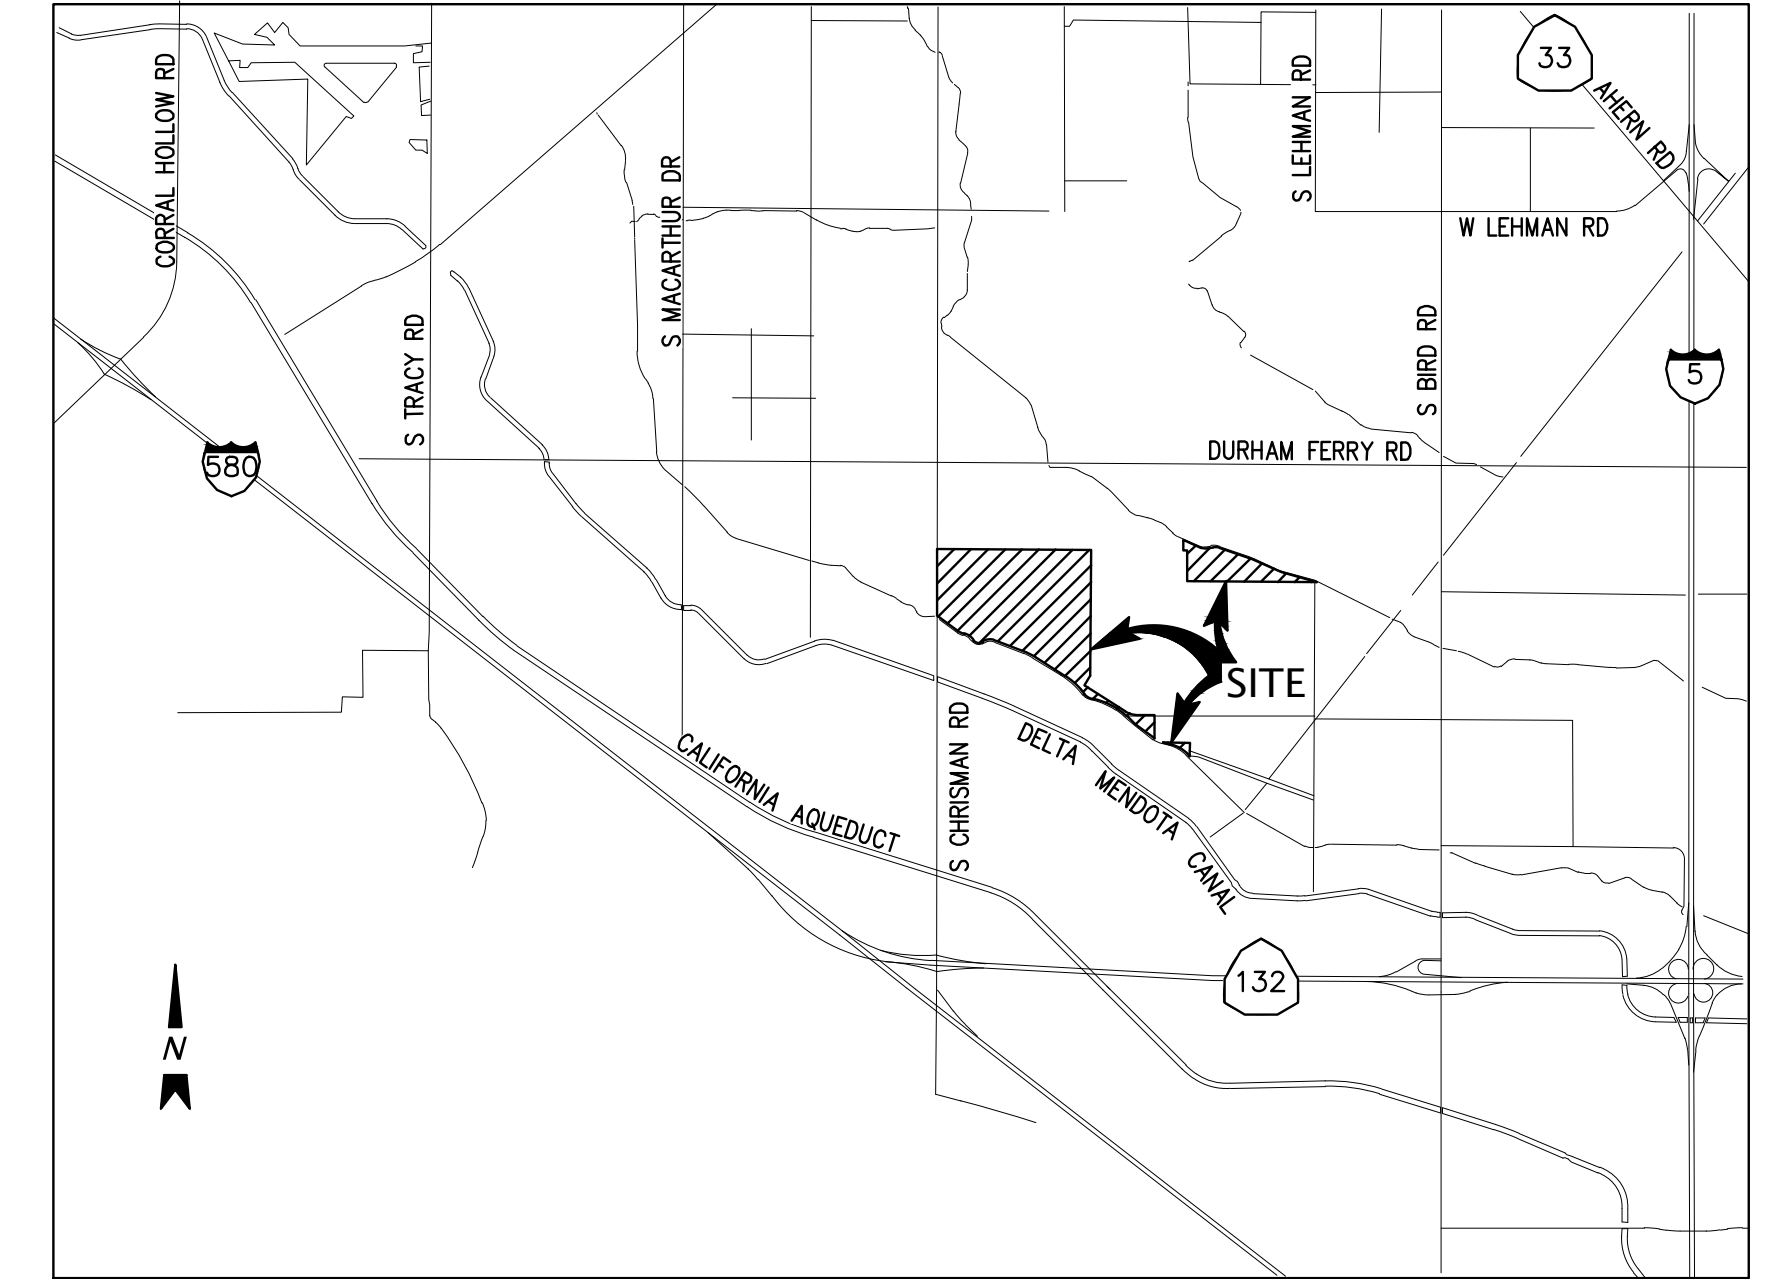 33
AHERN RD
CORRAL HOLLOW RD
S LEHMAN RD
S MACARTHUR DR
W LEHMAN RD
S TRACY RD
S BIRD RD
5
DURHAM FERRY RD
580
SITE
S CHRISMAN RD
DELTA MENDOTA CANAL
CALIFORNIA AQUEDUCT
132
N